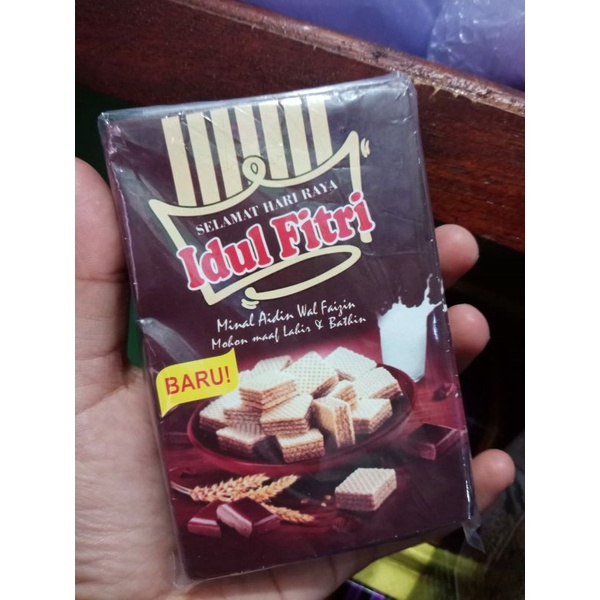 SELAMAT HARI RAYA
Idul Fitri
Minal Aidin Wal Faizin
Mohon maaf Lahir & Bathin
BARU!